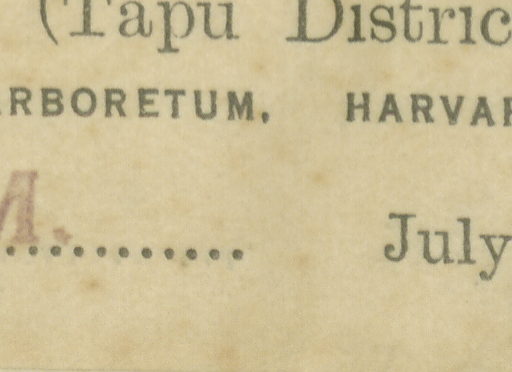 (Tapu Distric
RBORETUM, HARVAR
M.
............ July